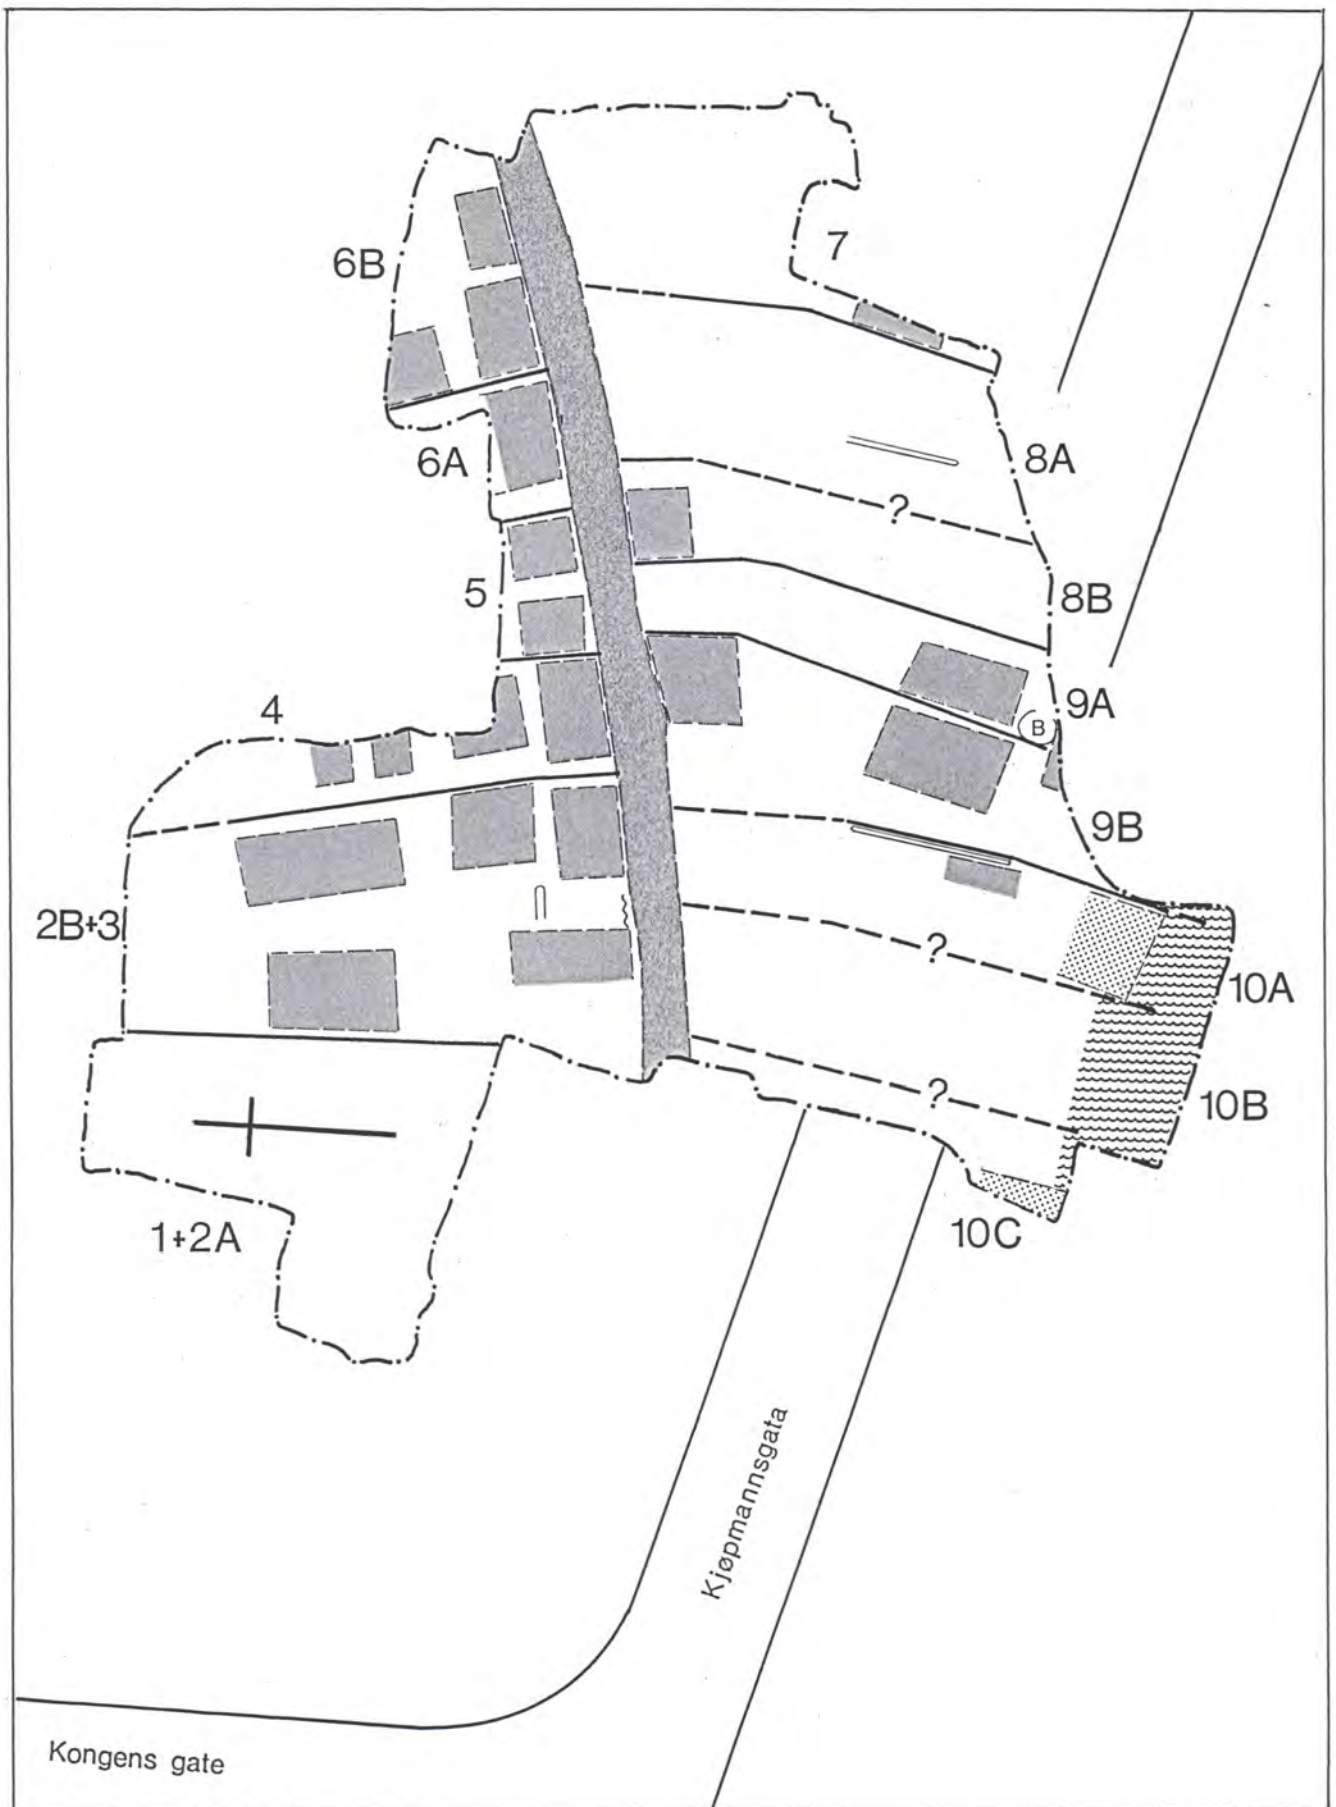 7
6B
6A
8A
?
5
8B
4
9A
B
9B
2B+3
?
10A
?
10B
1+2A
10C
Kjøpmannsgata
Kongens gate